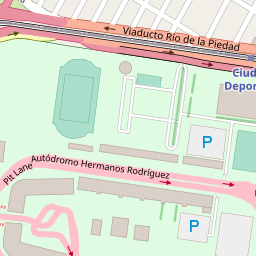 Viaducto Río de la Piedad
Ciud
Depor
P
Autódromo Hermanos Rodríguez
Pit Lane
P